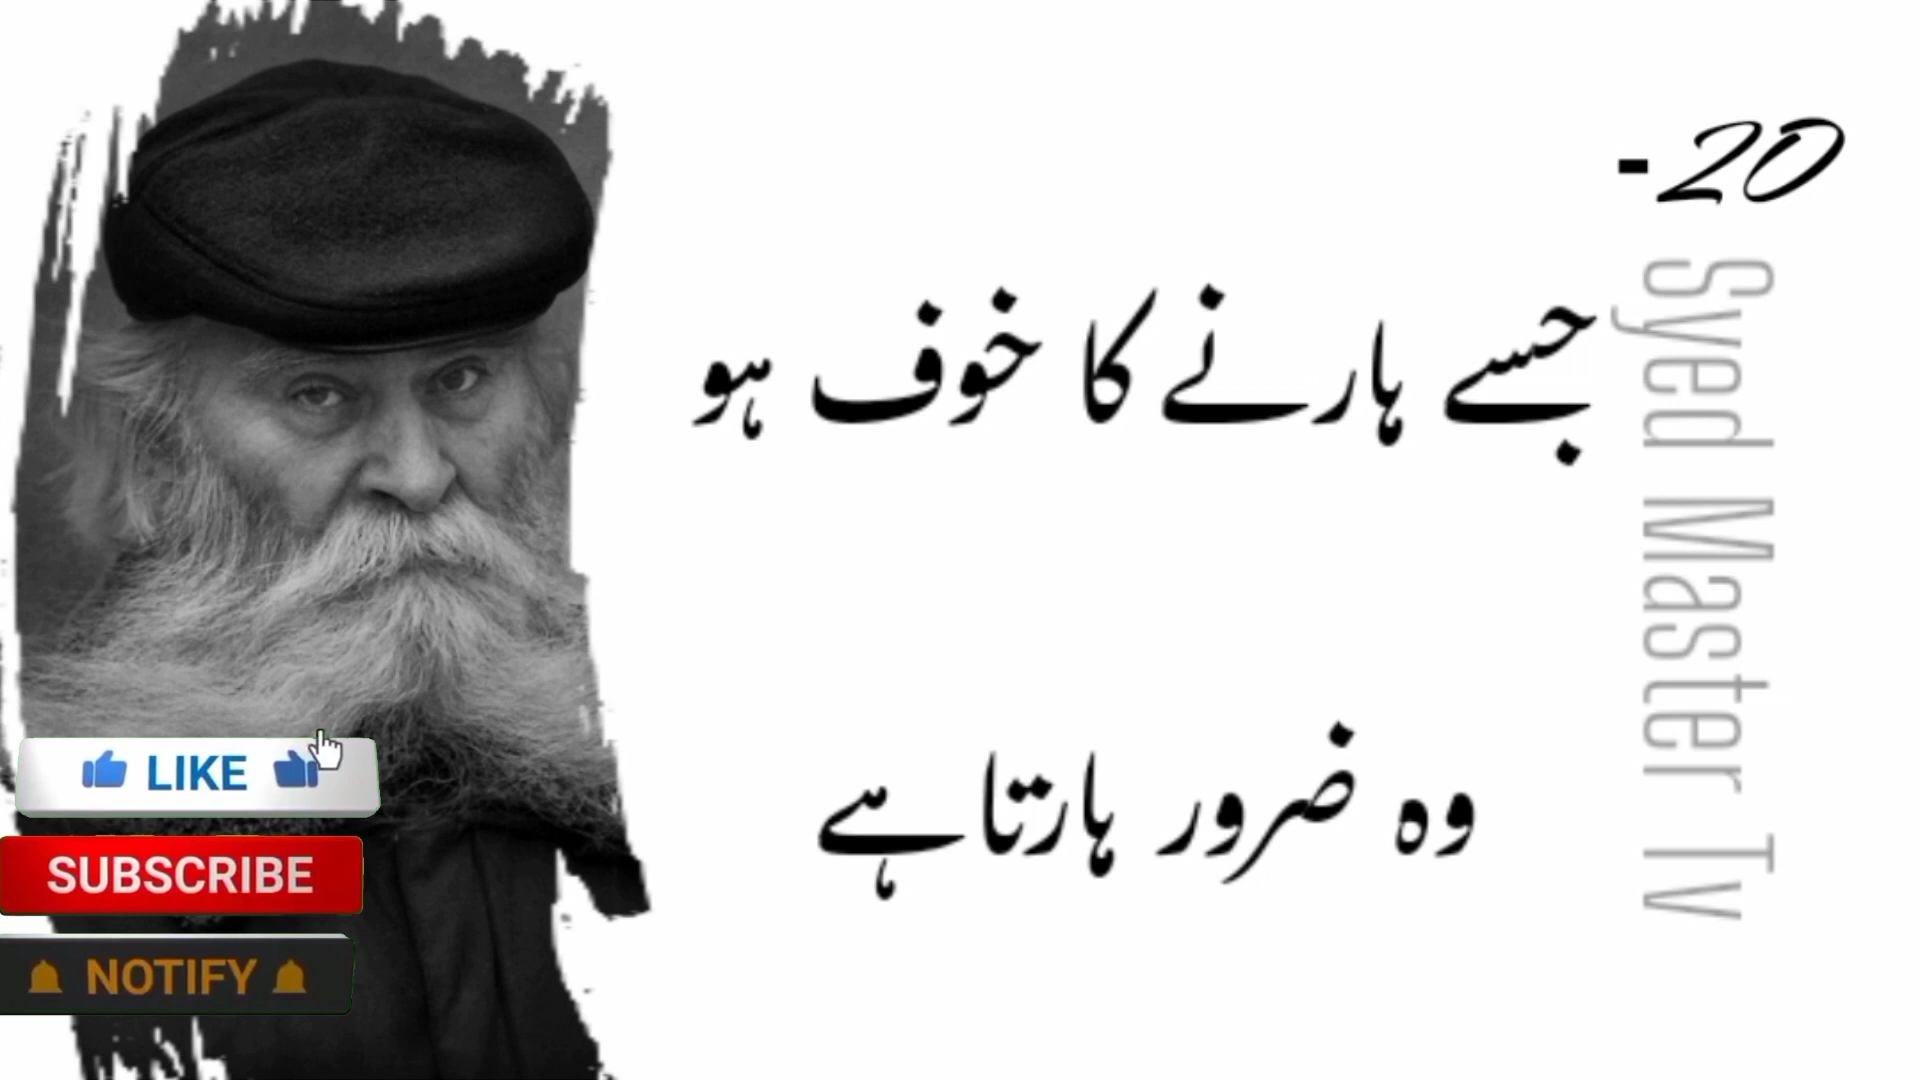 -20
جسے ہارنے کا خوف ہو
وہ ضرور ہارتا ہے
Syed Master Tv
LIKE
SUBSCRIBE
NOTIFY